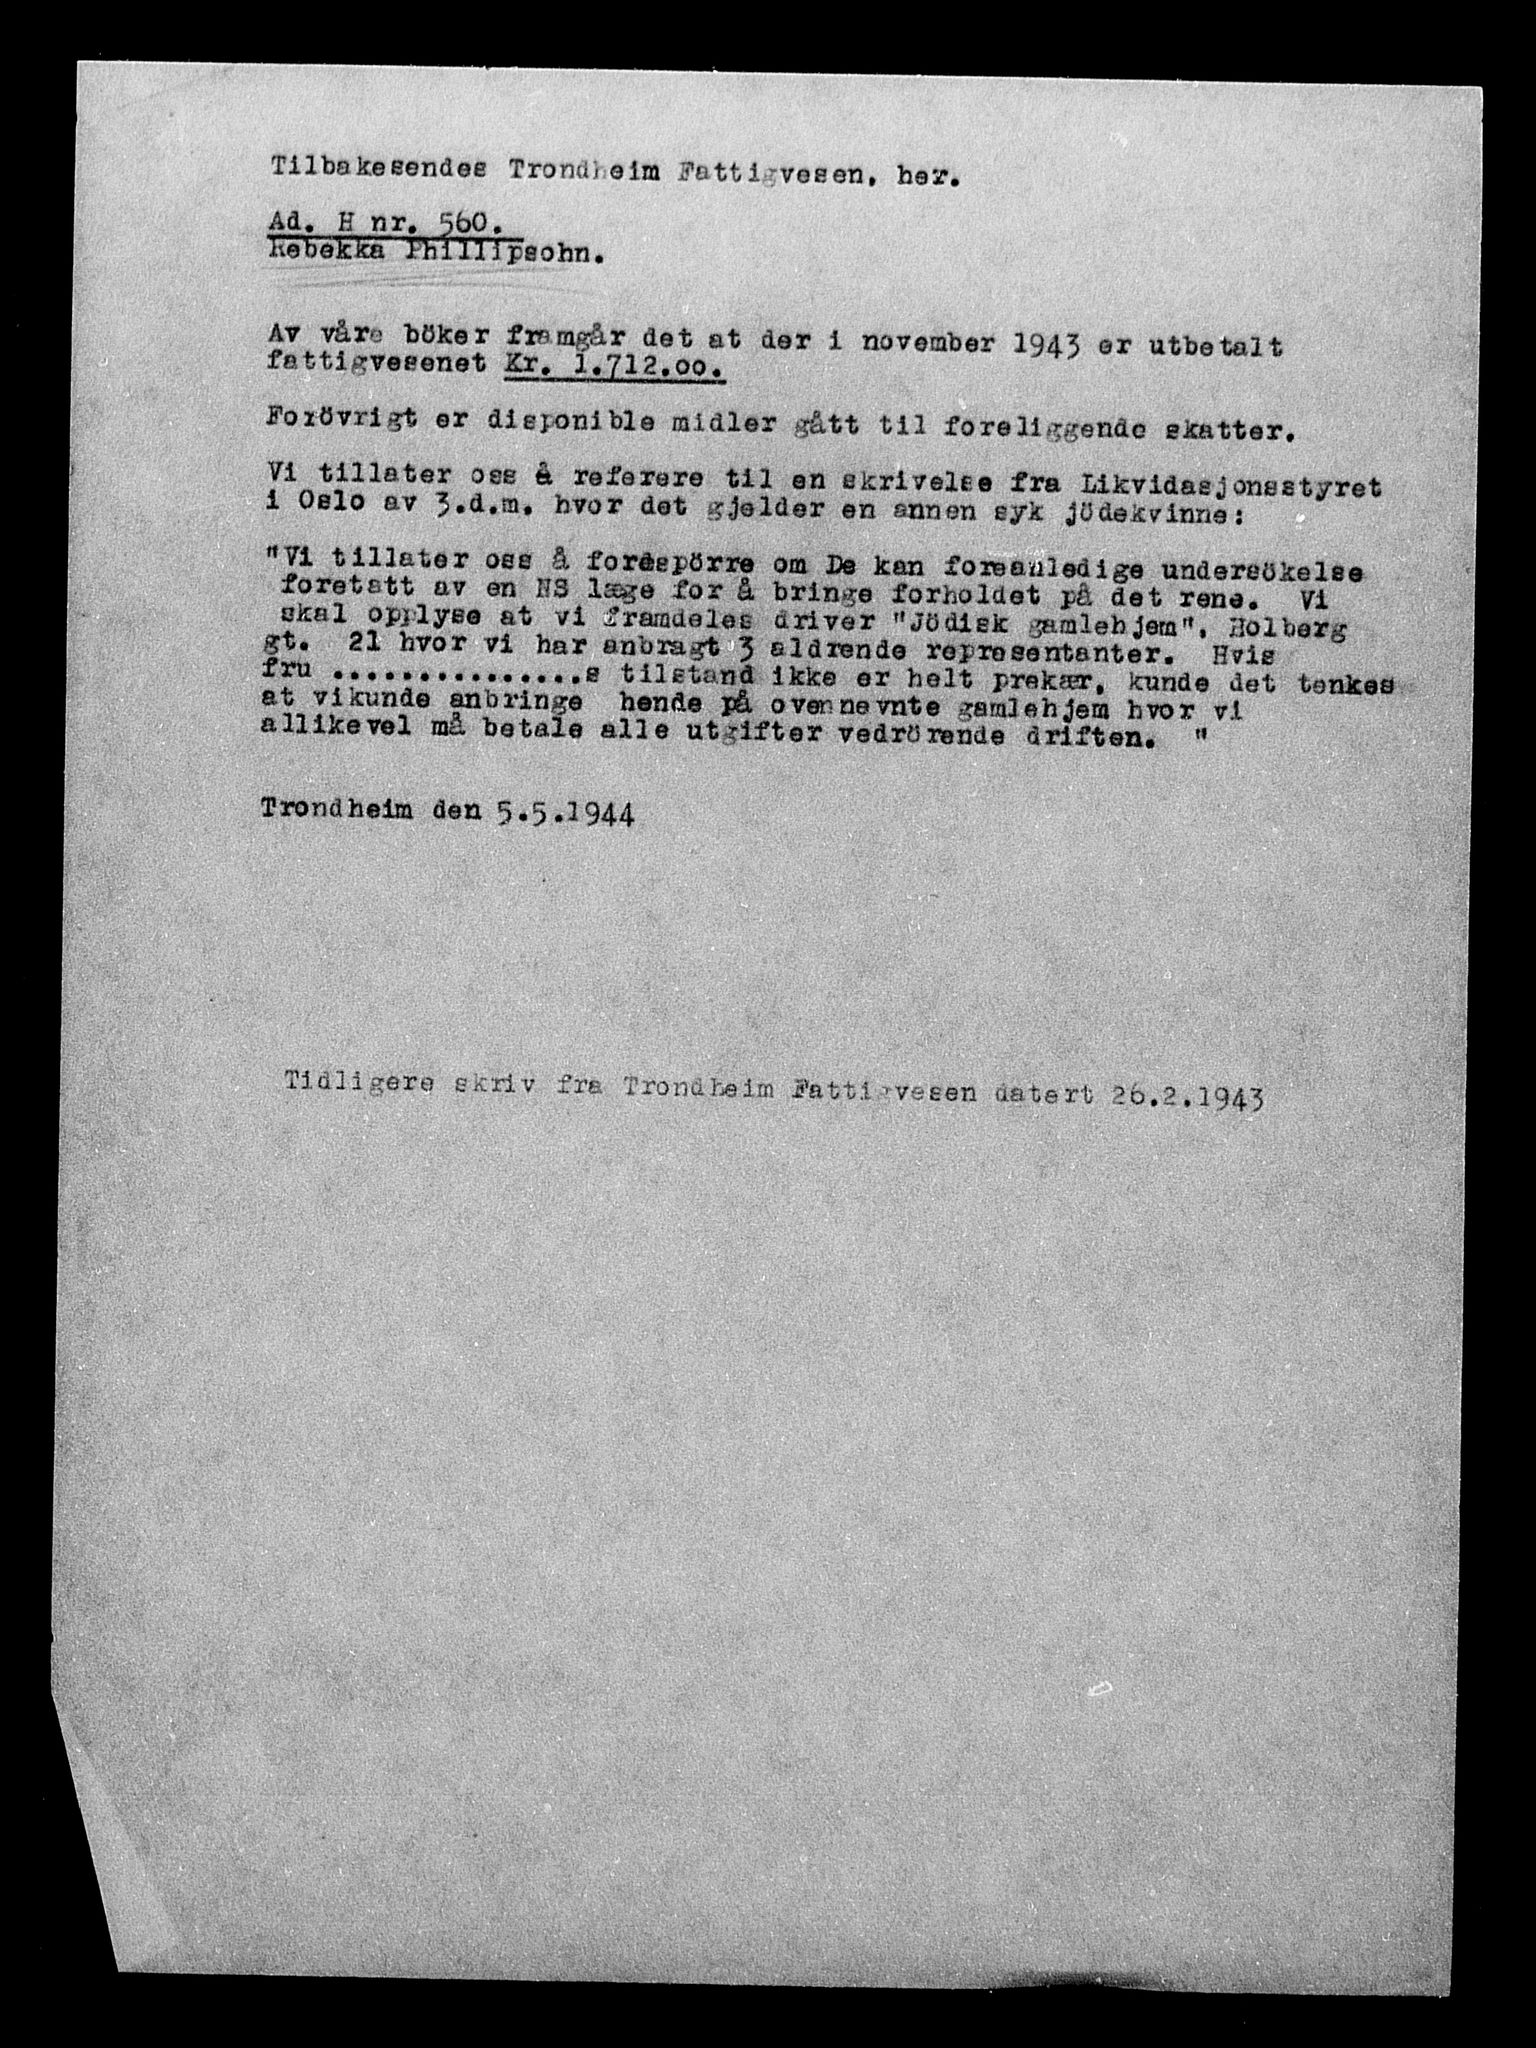 Tilbakesendes Trondheim Fattigvesen, her.
Ad. H nr. 560.
Rebekka Phillipsohn.
Av våre böker framgår det at der i november 1943 er utbetalt
fattigvesenet Kr. 1.712.oo.
Forövrigt er disponible midler gått til foreliggende skatter.
Vi tillater oss å referere til en skrivelse fra Likvidasjonsstyret
i Oslo av 3.d.m. hvor det gjelder en annen syk jödekvinne:
"Vi tillater oss å forespörre om De kan foreanledige undersökelse
foretatt av en NS læge for å bringe forholdet på det rene. Vi
skal opplyse at vi framdeles driver "Jödisk gamlehjem", Holberg
gt. 21 hvor vi har anbragt 3 aldrende representanter. Hvis
fru ...............s tilstand ikke er helt prekær, kunde det tenkes
at vikunde anbringe hende på ovennevnte gamlehjem hvor vi
allikevel må betale alle utgifter vedrörende driften. "
Trondheim den 5.5.1944
Tidligere skriv fra Trondheim Fattigvesen datert 26.2.1943